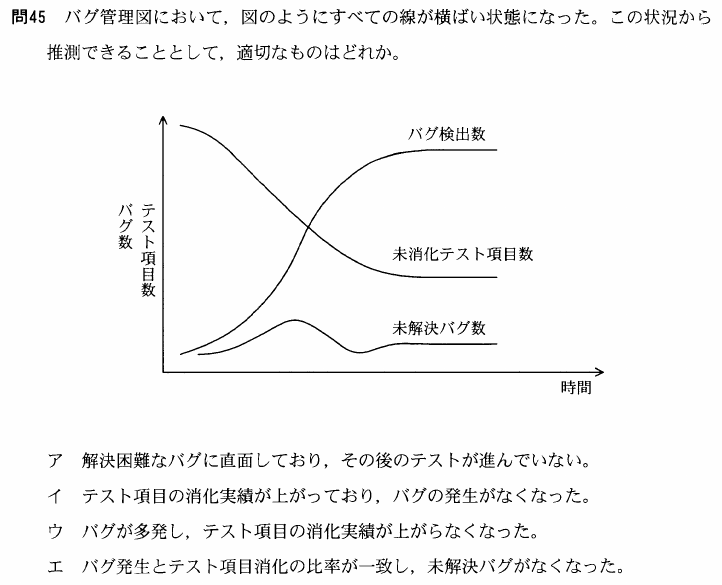 問45 バグ管理図において，図のようにすべての線が横ばい状態になった。この状況から
推測できることとして，適切なものはどれか。
バグ検出数
テスト項目数
バグ数
未消化テスト項目数
未解決バグ数
時間
ア 解決困難なバグに直面しており，その後のテストが進んでいない。
イ テスト項目の消化実績が上がっており，バグの発生がなくなった。
ウ バグが多発し，テスト項目の消化実績が上がらなくなった。
エ バグ発生とテスト項目消化の比率が一致し，未解決バグがなくなった。